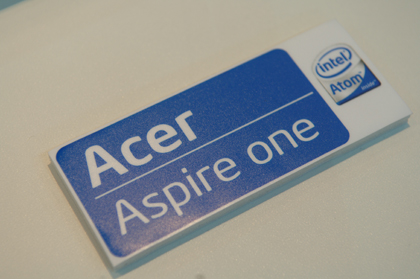 Acer
Aspire one
intel
Atom